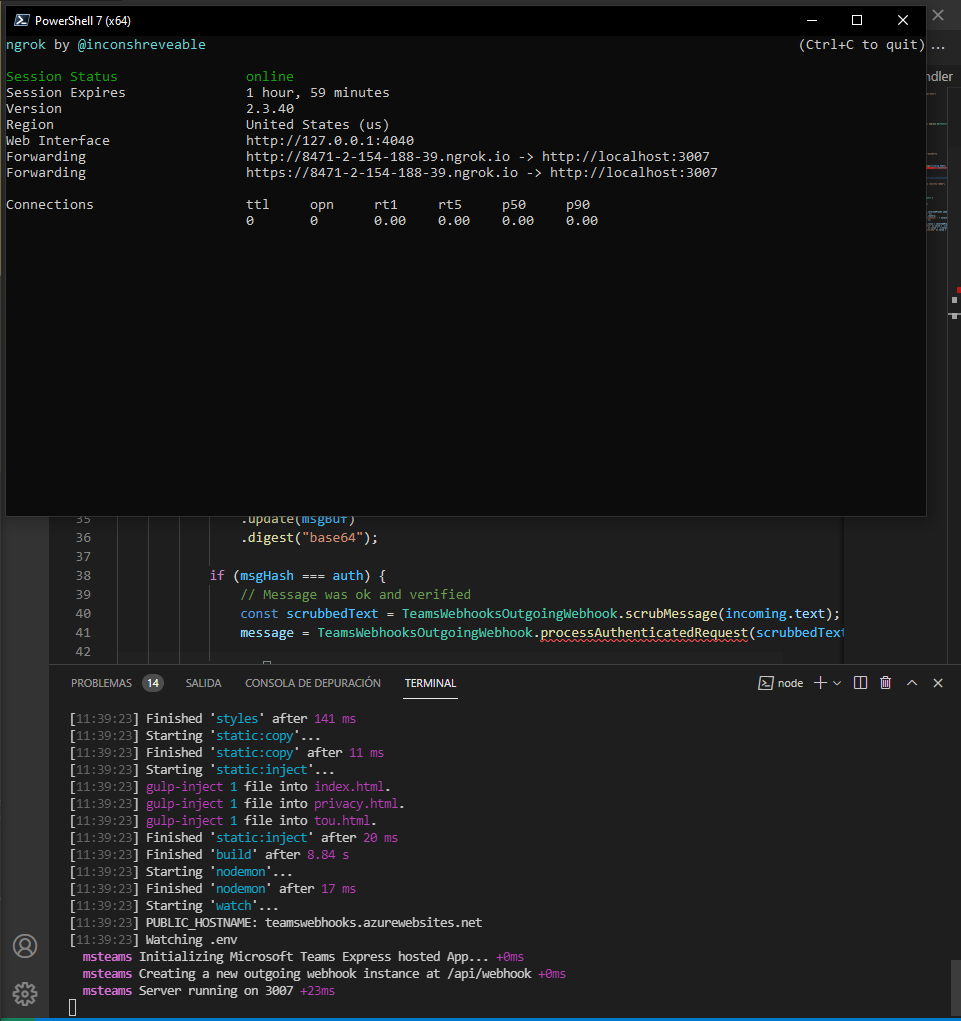 PowerShell 7 (x64)
ngrok by @inconshreveable (Ctrl+C to quit)
Session Status online
Session Expires 1 hour, 59 minutes
Version 2.3.40
Region United States (us)
Web Interface http://127.0.0.1:4040
Forwarding http://8471-2-154-188-39.ngrok.io -> http://localhost:3007
Forwarding https://8471-2-154-188-39.ngrok.io -> http://localhost:3007
Connections ttl opn rt1 rt5 p50 p90
0 0 0.00 0.00 0.00 0.00
ndler
35 .update(msgBuf)
36 .digest("base64");
37
38 if (msgHash === auth) {
39 // Message was ok and verified
40 const scrubbedText = TeamsWebhooksOutgoingWebhook.scrubMessage(incoming.text);
41 message = TeamsWebhooksOutgoingWebhook.processAuthenticatedRequest(scrubbedText
42
PROBLEMAS 14 SALIDA CONSOLA DE DEPURACIÓN TERMINAL node
[11:39:23] Finished 'styles' after 141 ms
[11:39:23] Starting 'static:copy'...
[11:39:23] Finished 'static:copy' after 11 ms
[11:39:23] Starting 'static:inject'...
[11:39:23] gulp-inject 1 file into index.html.
[11:39:23] gulp-inject 1 file into privacy.html.
[11:39:23] gulp-inject 1 file into tou.html.
[11:39:23] Finished 'static:inject' after 20 ms
[11:39:23] Finished 'build' after 8.84 s
[11:39:23] Starting 'nodemon'...
[11:39:23] Finished 'nodemon' after 17 ms
[11:39:23] Starting 'watch'...
[11:39:23] PUBLIC_HOSTNAME: teamswebhooks.azurewebsites.net
[11:39:23] Watching .env
msteams Initializing Microsoft Teams Express hosted App... +0ms
msteams Creating a new outgoing webhook instance at /api/webhook +0ms
msteams Server running on 3007 +23ms